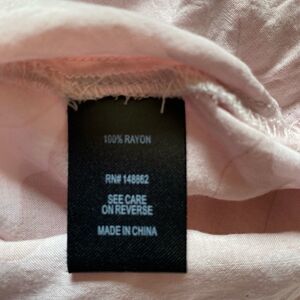 100% RAYON
RN# 148882
SEE CARE
ON REVERSE
MADE IN CHINA